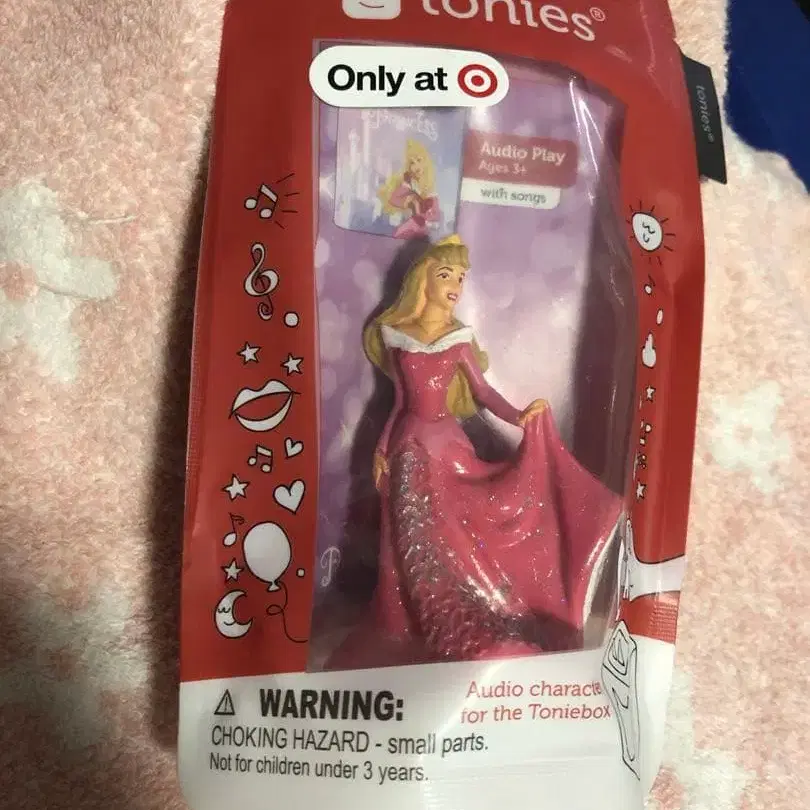 tonies®
Only at
tonies®
Audio Play
Ages 3+
with songs
WARNING:
CHOKING HAZARD - small parts.
Not for children under 3 years.
Audio characte
for the Toniebox